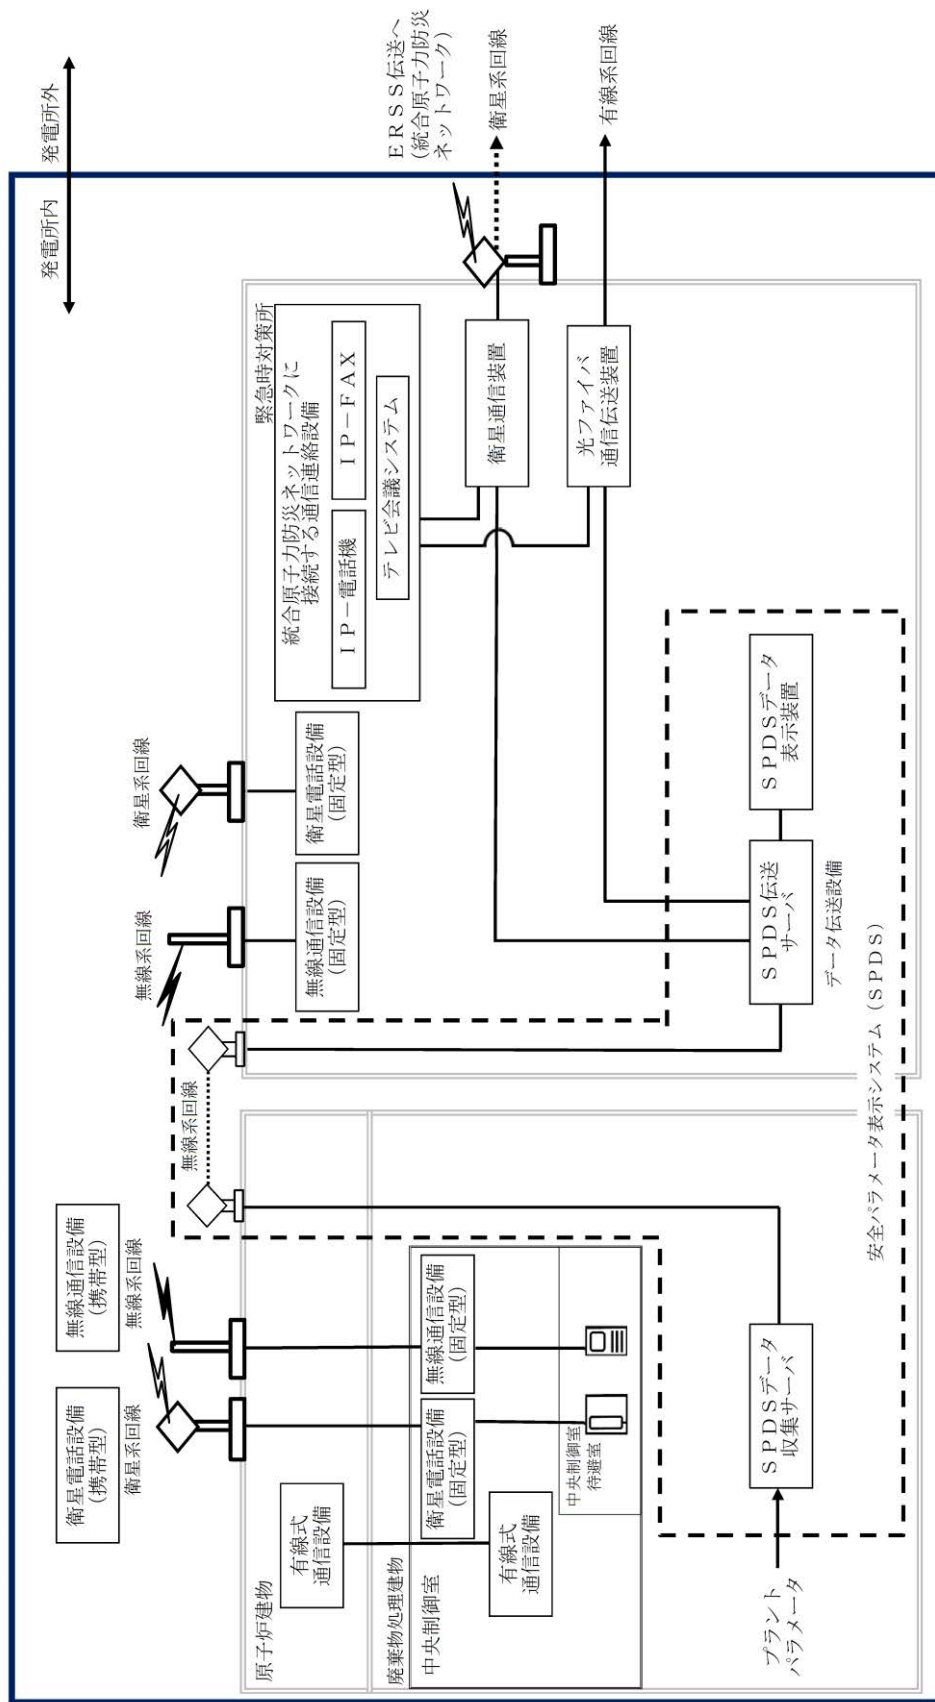 発電所内
発電所外
無線通信設備
(携帯型)
無線系回線
衛星電話設備
(携帯型)
衛星系回線
無線系回線
無線系回線
衛星系回線
ERSS伝送へ
(統合原子力防災
ネットワーク)
衛星系回線
有線系回線
原子炉建物
有線式
通信設備
廃棄物処理建物
中央制御室
有線式
通信設備
衛星電話設備
(固定型)
無線通信設備
(固定型)
中央制御室
待避室
プラント
パラメータ
SPDSデータ
収集サーバ
無線通信設備
(固定型)
衛星電話設備
(固定型)
緊急時対策所
統合原子力防災ネットワークに
接続する通信連絡設備
IP-電話機
IP-FAX
テレビ会議システム
衛星通信装置
光ファイバ
通信伝送装置
SPDS伝送
サーバ
データ伝送設備
SPDSデータ
表示装置
安全パラメータ表示システム(SPDS)